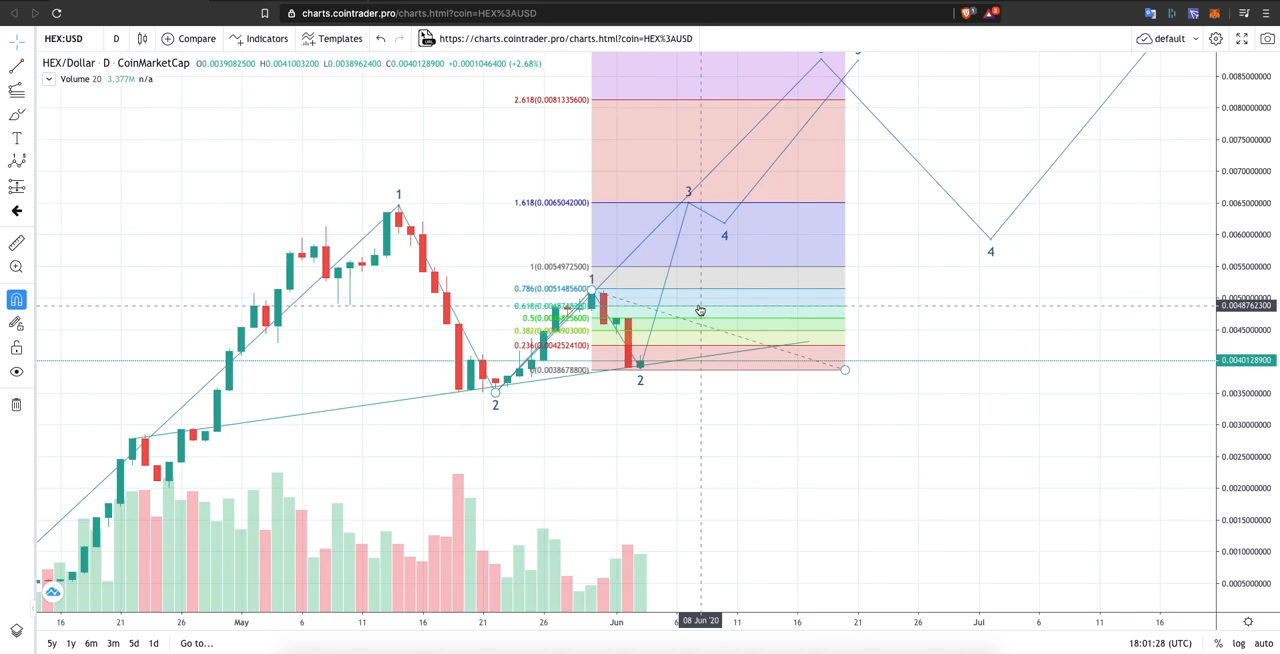 charts.cointrader.pro/charts.html?coin=HEX%3AUSD
1
3
HEX:USD
D
Compare
Indicators
Templates
https://charts.cointrader.pro/charts.html?coin=HEX%3AUSD
default
HEX/Dollar · D · CoinMarketCap O0.0039082500 H0.0041003200 L0.0038962400 C0.0040128900 +0.0001046400 (+2.68%)
Volume 20 3.377M n/a
2.618(0.0081335600)
1.618(0.0065042000)
1(0.0054972500)
0.786(0.0051485600)
0.236(0.0042524100)
1
2
1
2
3
4
4
0.0085000000
0.0080000000
0.0075000000
0.0070000000
0.0065000000
0.0060000000
0.0055000000
0.0048762300
0.0045000000
0.0040128900
0.0035000000
0.0030000000
0.0025000000
0.0020000000
0.0015000000
0.0010000000
0.0005000000
16
21
26
May
6
11
16
21
26
Jun
08 Jun '20
11
16
21
26
Jul
6
11
16
5y 1y 6m 3m 5d 1d Go to...
18:01:28 (UTC) % log auto